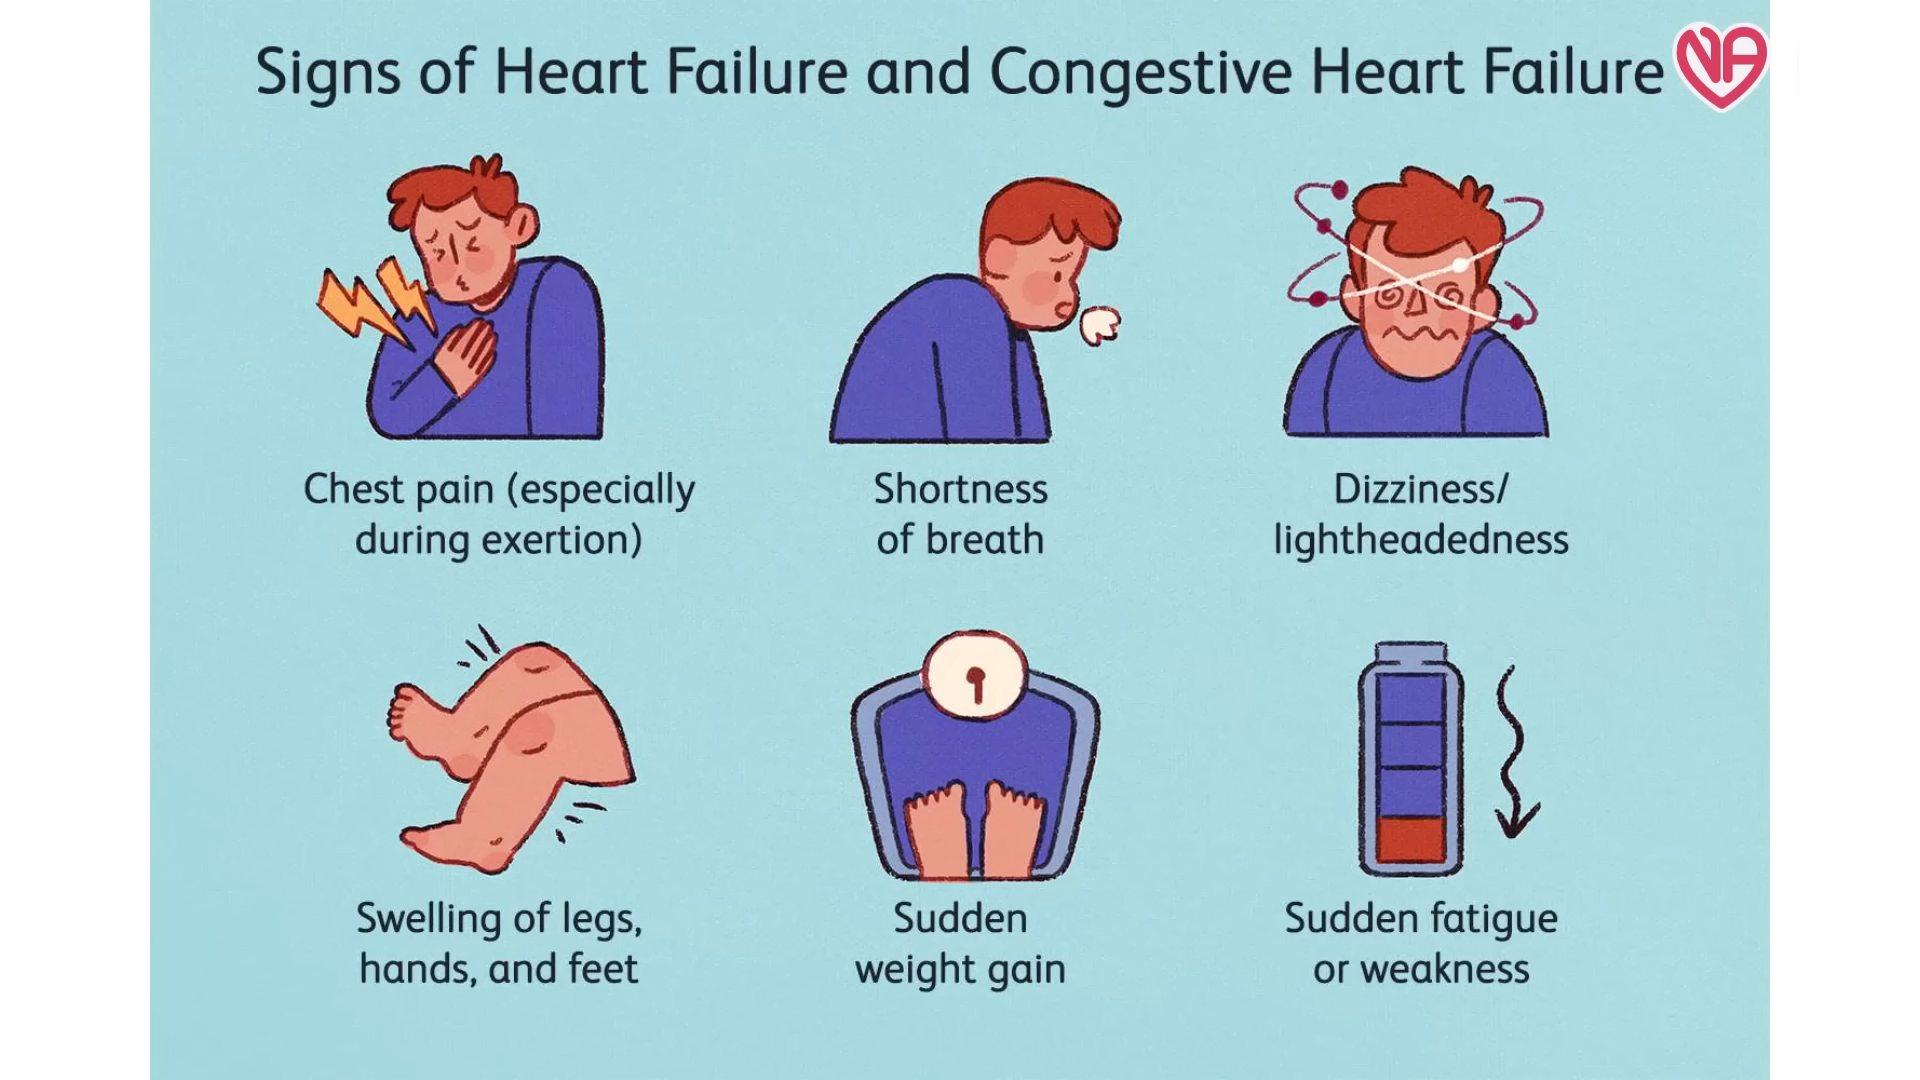 Signs of Heart Failure and Congestive Heart Failure
NA
Chest pain (especially
during exertion)
Shortness
of breath
Dizziness/
lightheadedness
Swelling of legs,
hands, and feet
Sudden
weight gain
Sudden fatigue
or weakness